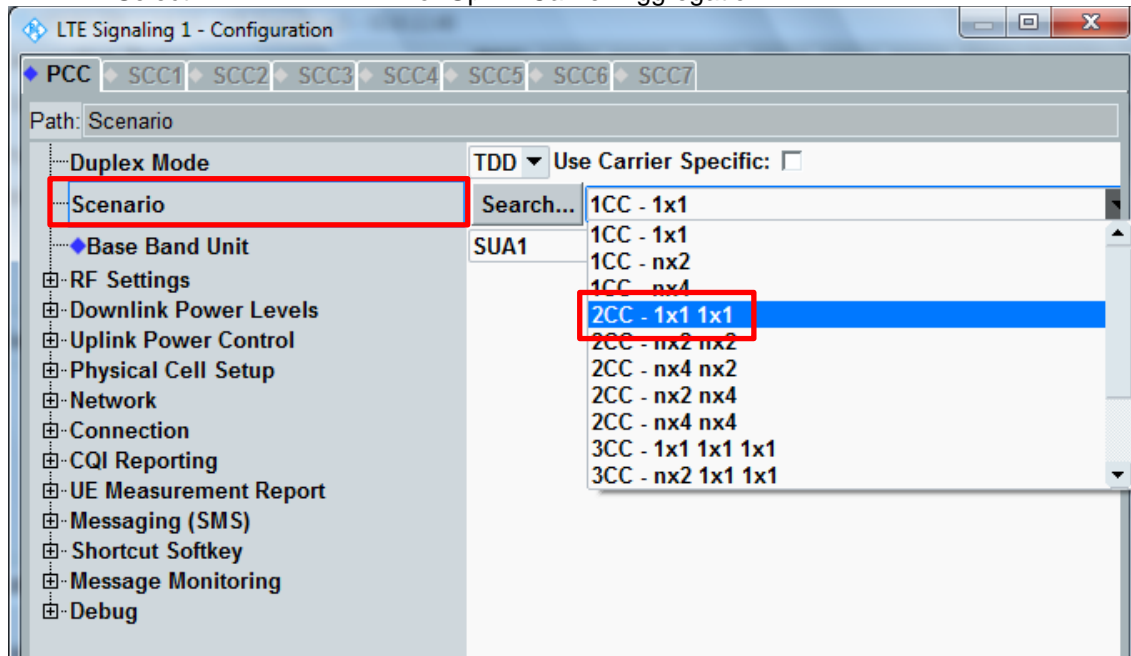 LTE Signaling 1 - Configuration
PCC SCC1 SCC2 SCC3 SCC4 SCC5 SCC6 SCC7
Path: Scenario
Duplex Mode TDD Use Carrier Specific:
Scenario Search... 1CC - 1x1
1CC - 1x1
Base Band Unit SUA1
1CC - nx2
RF Settings
1CC - nx4
Downlink Power Levels
2CC - 1x1 1x1
Uplink Power Control
2CC - nx2 nx2
Physical Cell Setup
2CC - nx4 nx2
Network
2CC - nx2 nx4
Connection
2CC - nx4 nx4
CQI Reporting
3CC - 1x1 1x1 1x1
UE Measurement Report
3CC - nx2 1x1 1x1
Messaging (SMS)
Shortcut Softkey
Message Monitoring
Debug